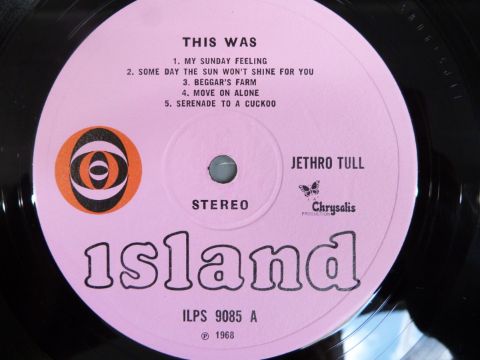 THIS WAS
1. MY SUNDAY FEELING
2. SOME DAY THE SUN WON'T SHINE FOR YOU
3. BEGGAR'S FARM
4. MOVE ON ALONE
5. SERENADE TO A CUCKOO
JETHRO TULL
STEREO
Chrysalis
PRODUCTION
island
ILPS 9085 A
Ⓟ 1968